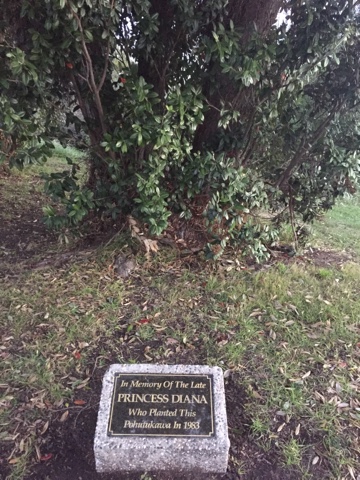 In Memory Of The Late
PRINCESS DIANA
Who Planted This
Pohutukawa In 1983